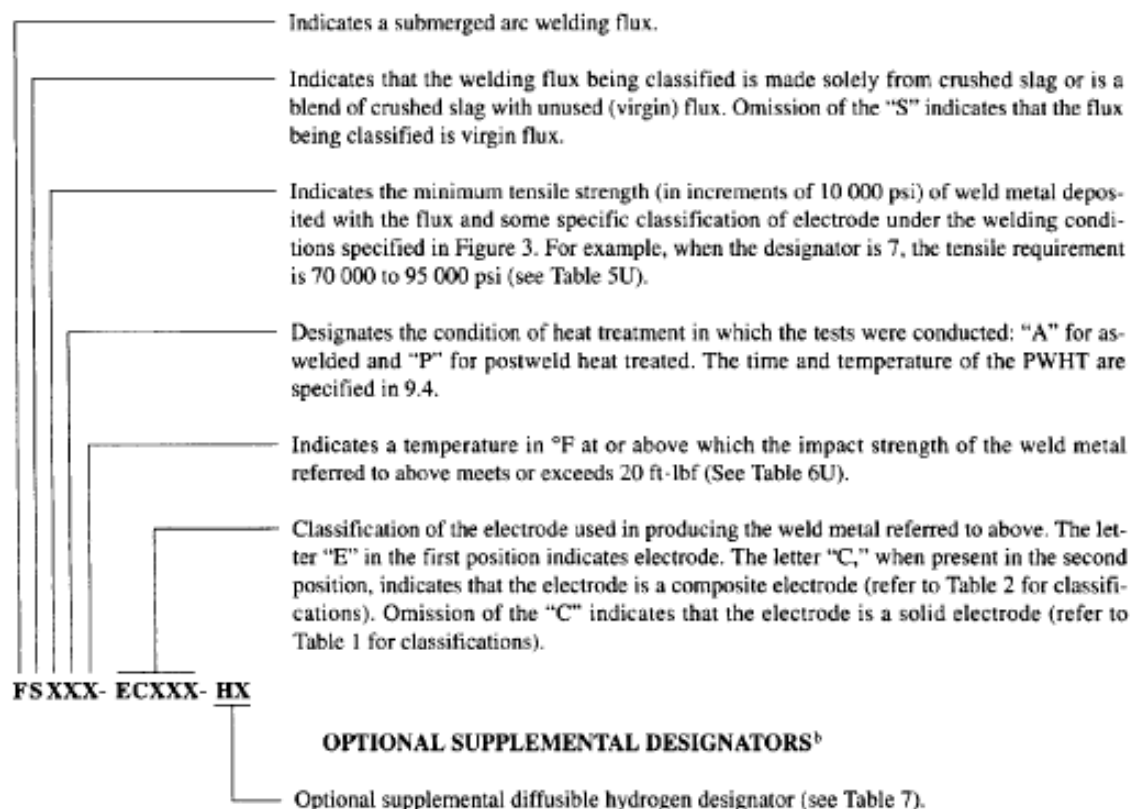 Indicates a submerged arc welding flux.
Indicates that the welding flux being classified is made solely from crushed slag or is a
blend of crushed slag with unused (virgin) flux. Omission of the “S” indicates that the flux
being classified is virgin flux.
Indicates the minimum tensile strength (in increments of 10 000 psi) of weld metal depos-
ited with the flux and some specific classification of electrode under the welding condi-
tions specified in Figure 3. For example, when the designator is 7, the tensile requirement
is 70 000 to 95 000 psi (see Table 5U).
Designates the condition of heat treatment in which the tests were conducted: “A” for as-
welded and “P” for postweld heat treated. The time and temperature of the PWHT are
specified in 9.4.
Indicates a temperature in °F at or above which the impact strength of the weld metal
referred to above meets or exceeds 20 ft·lbf (See Table 6U).
Classification of the electrode used in producing the weld metal referred to above. The let-
ter “E” in the first position indicates electrode. The letter “C,” when present in the second
position, indicates that the electrode is a composite electrode (refer to Table 2 for classifi-
cations). Omission of the “C” indicates that the electrode is a solid electrode (refer to
Table 1 for classifications).
FSXXX- ECXXX- HX
OPTIONAL SUPPLEMENTAL DESIGNATORSᵇ
Optional supplemental diffusible hydrogen designator (see Table 7).